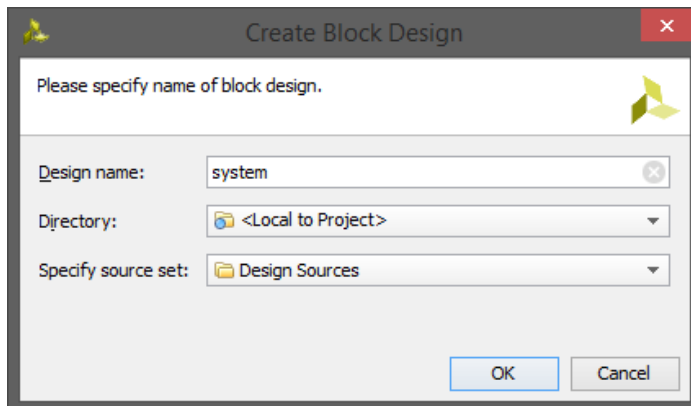 Create Block Design
Please specify name of block design.
Design name: system
Directory: <Local to Project>
Specify source set: Design Sources
OK Cancel